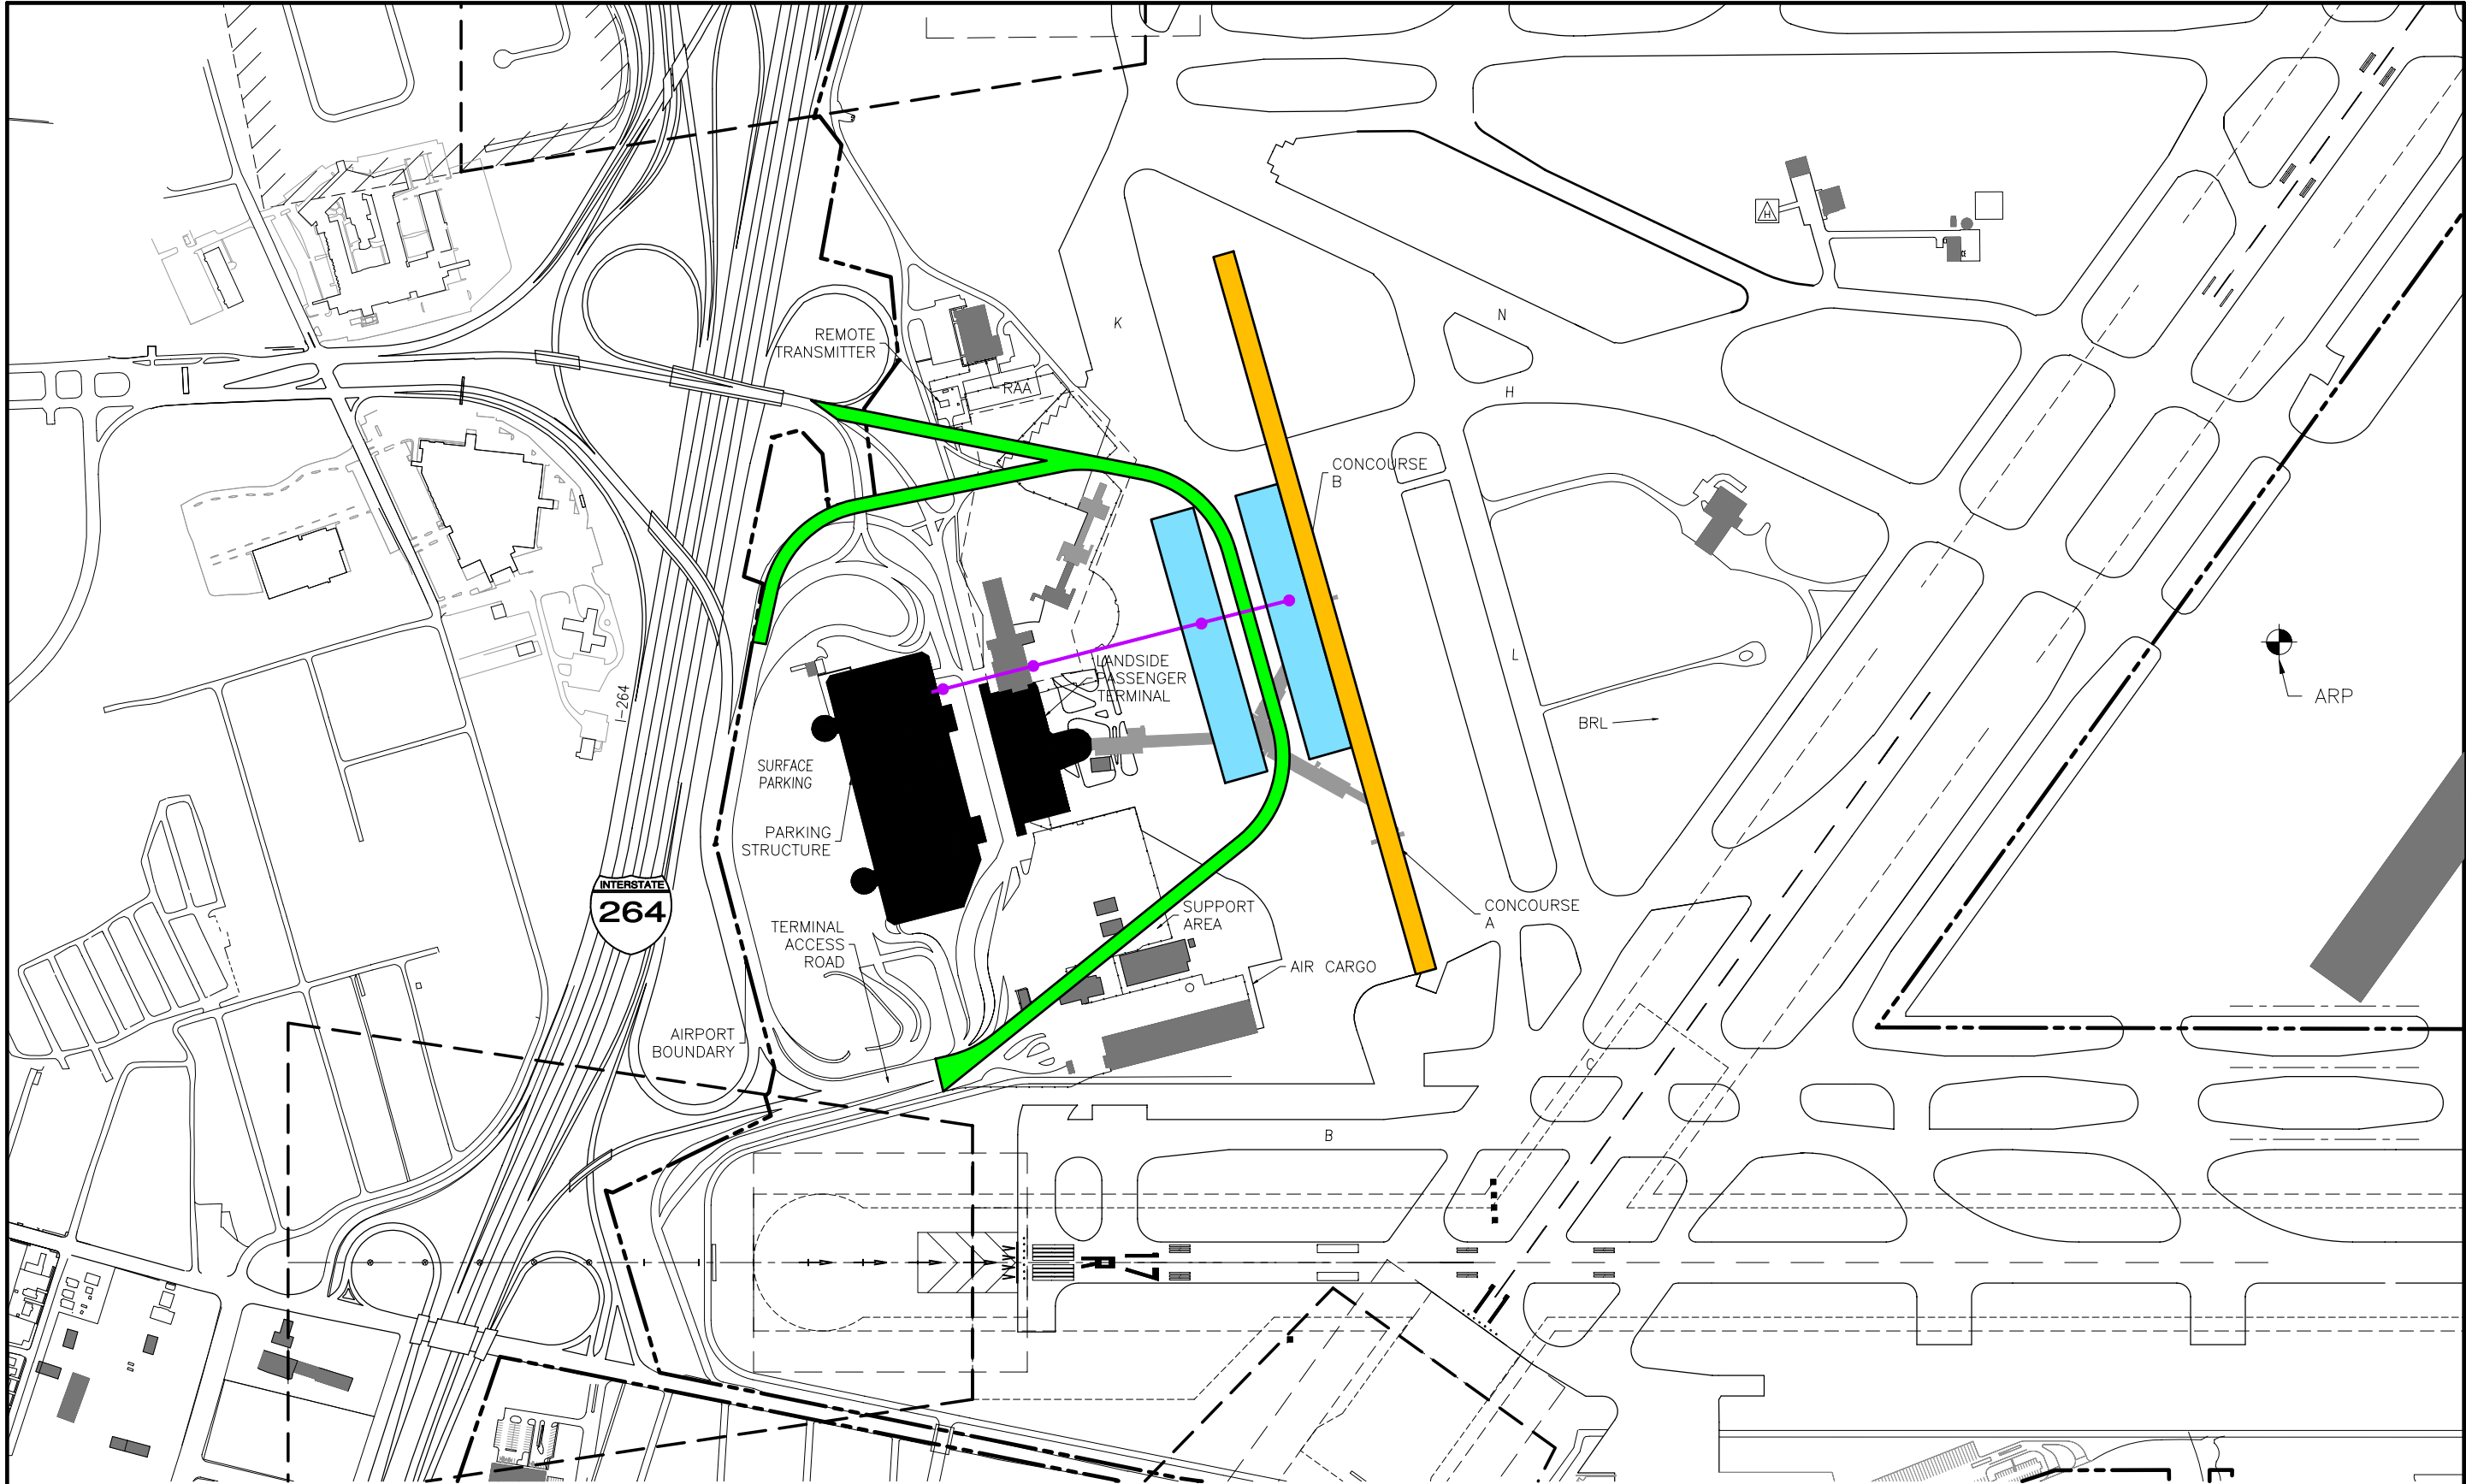 K
N
H
REMOTE
TRANSMITTER
RAA
CONCOURSE
B
L
LANDSIDE
PASSENGER
TERMINAL
I-264
ARP
BRL
SURFACE
PARKING
PARKING
STRUCTURE
INTERSTATE
264
CONCOURSE
A
SUPPORT
AREA
TERMINAL
ACCESS
ROAD
AIR CARGO
AIRPORT
BOUNDARY
C
B
H